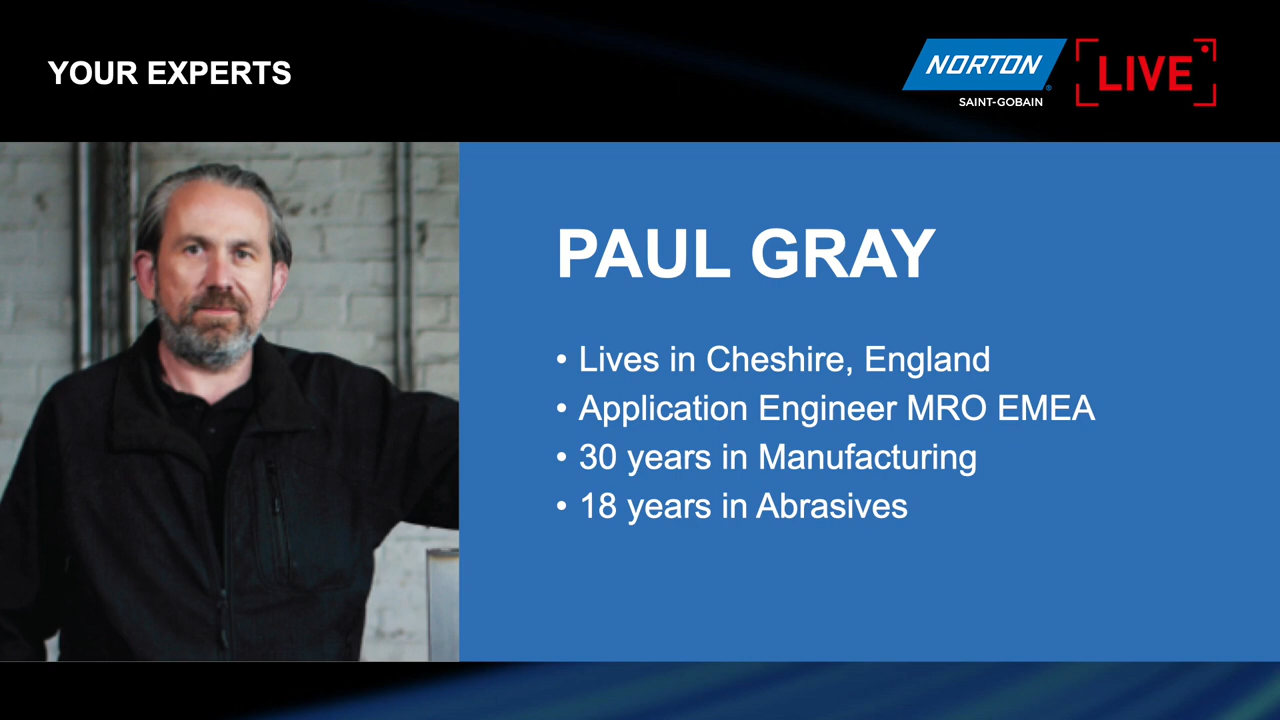 YOUR EXPERTS
NORTON
SAINT-GOBAIN
LIVE
PAUL GRAY
• Lives in Cheshire, England
• Application Engineer MRO EMEA
• 30 years in Manufacturing
• 18 years in Abrasives